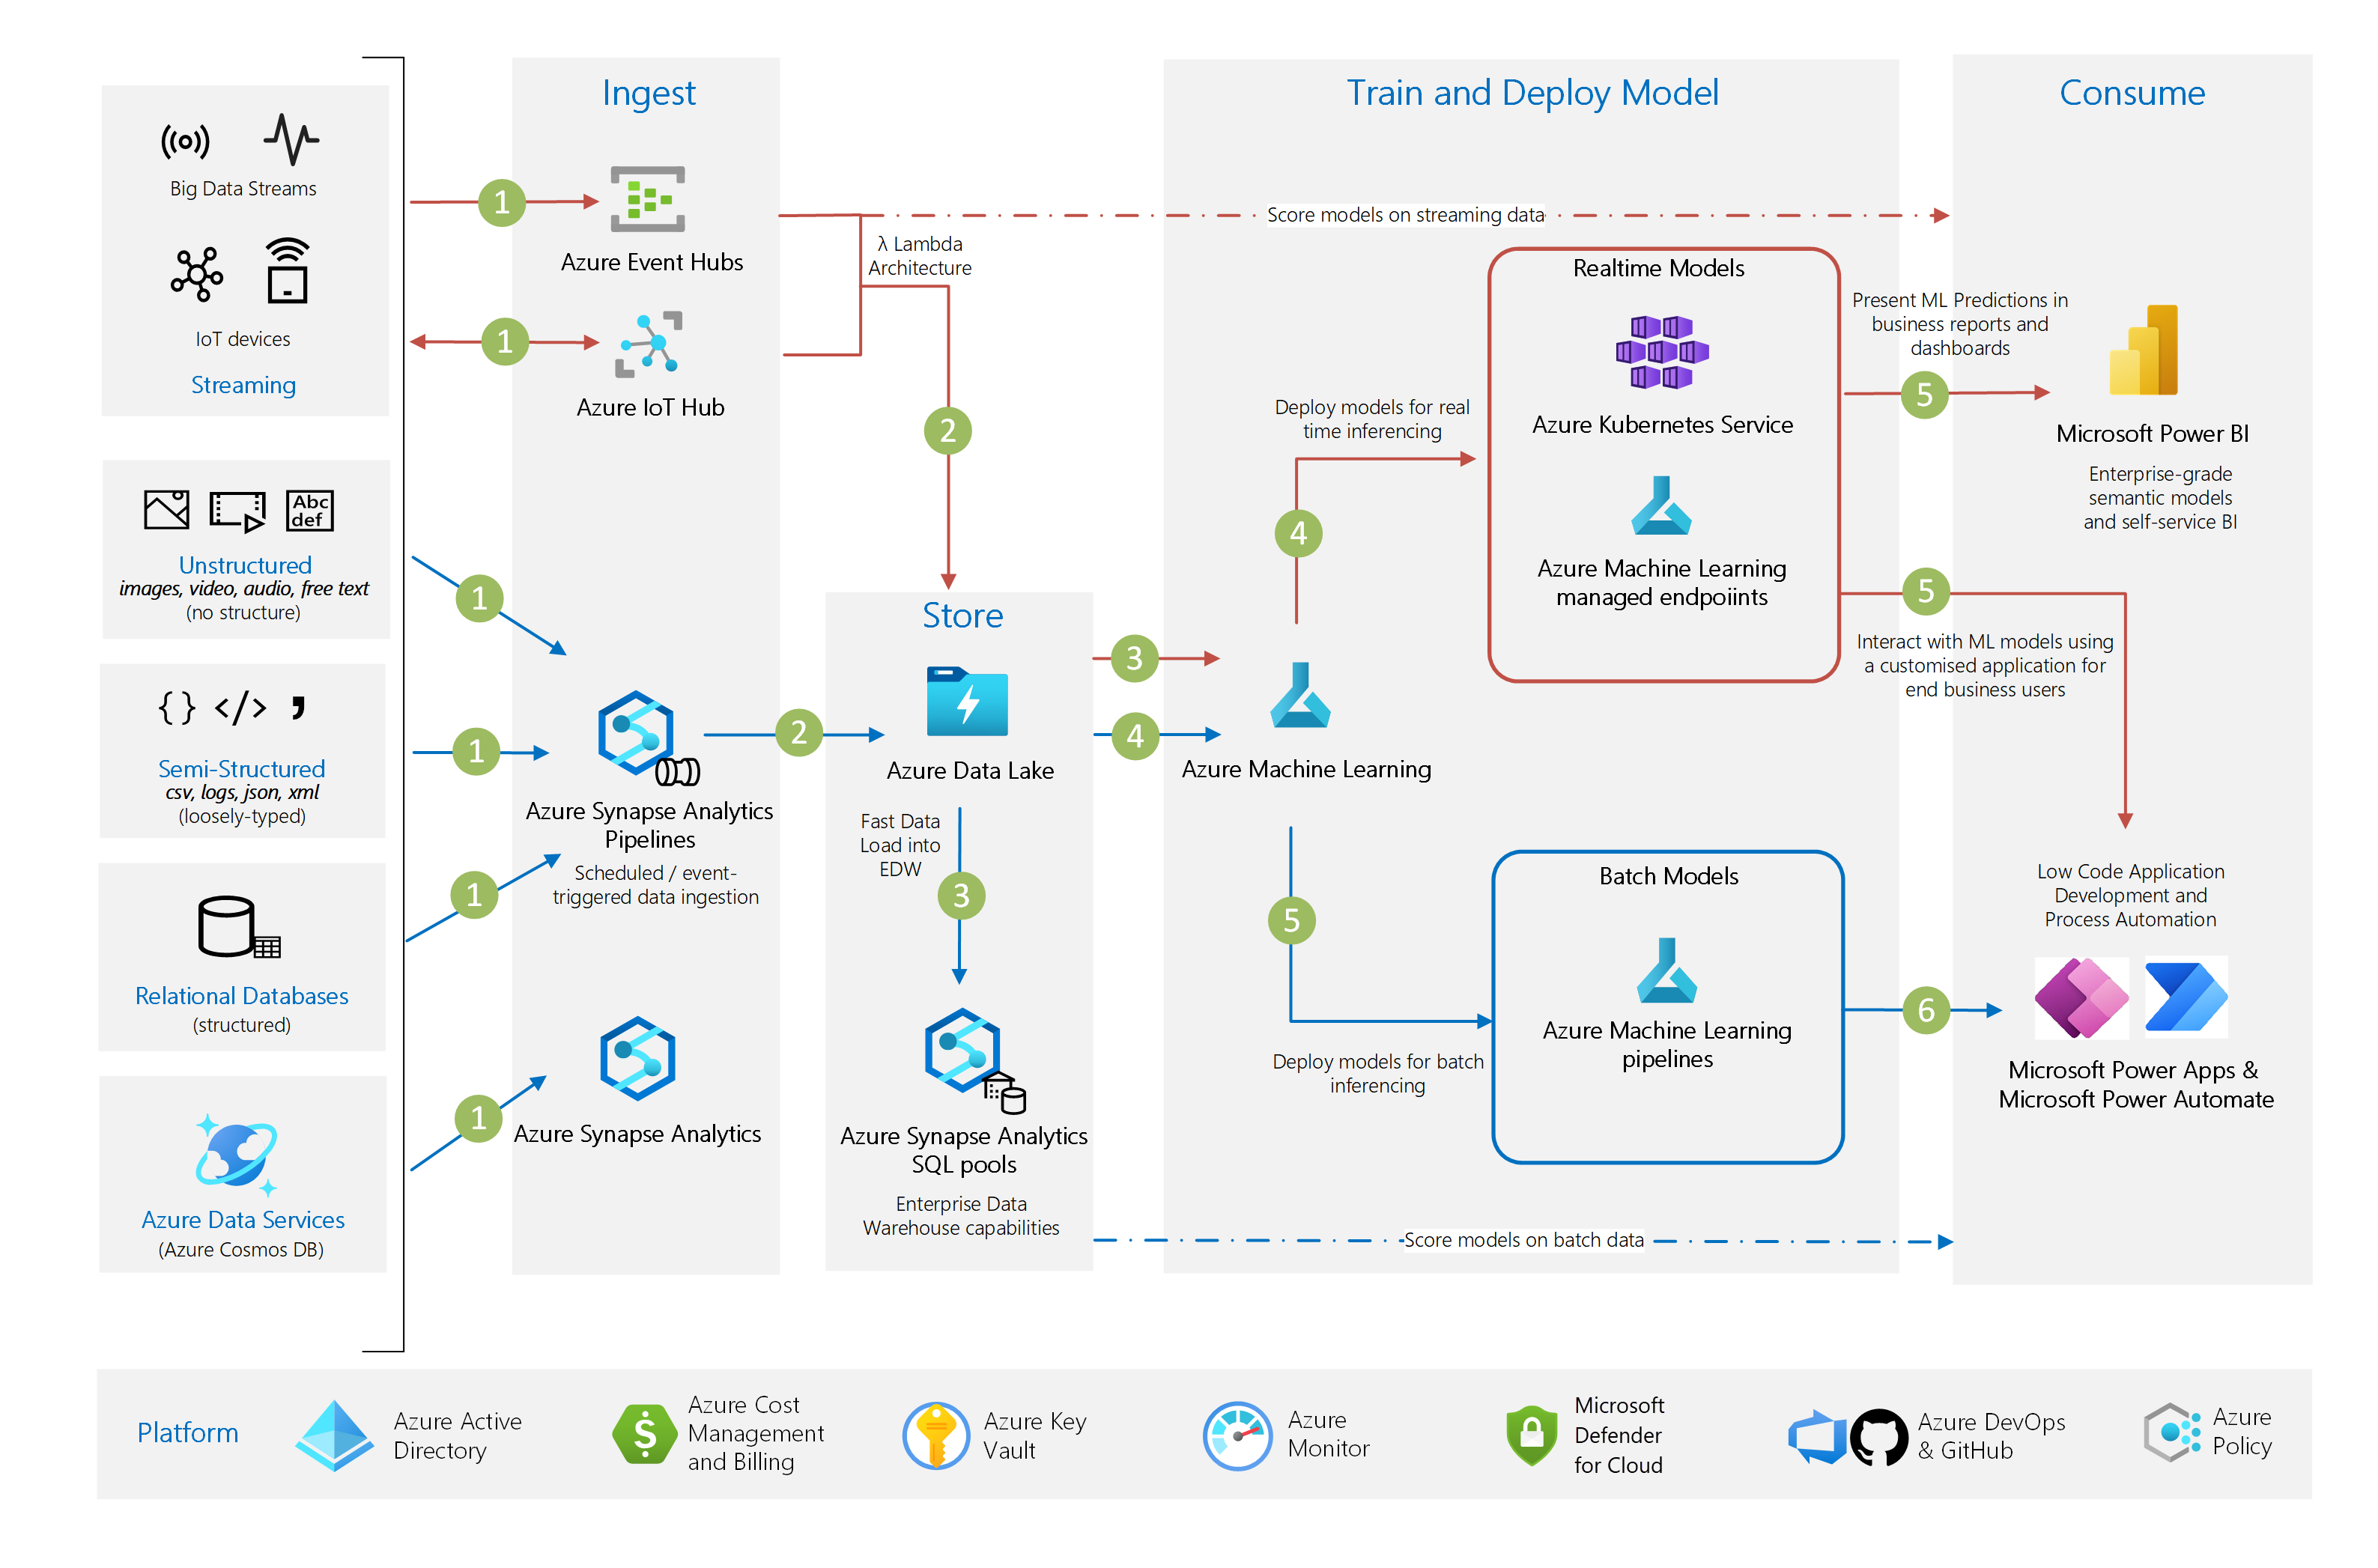 Big Data Streams
IoT devices
Streaming
Abc
def
Unstructured
images, video, audio, free text
(no structure)
{ } </> ,
Semi-Structured
csv, logs, json, xml
(loosely-typed)
Relational Databases
(structured)
Azure Data Services
(Azure Cosmos DB)
1
1
1
1
1
1
Ingest
Azure Event Hubs
Azure IoT Hub
Azure Synapse Analytics
Pipelines
Scheduled / event-
triggered data ingestion
Azure Synapse Analytics
λ Lambda
Architecture
2
2
Store
Azure Data Lake
Fast Data
Load into
EDW
3
Azure Synapse Analytics
SQL pools
Enterprise Data
Warehouse capabilities
3
4
Train and Deploy Model
Score models on streaming data
Deploy models for real
time inferencing
4
Azure Machine Learning
5
Deploy models for batch
inferencing
Realtime Models
Azure Kubernetes Service
Azure Machine Learning
managed endpoiints
Batch Models
Azure Machine Learning
pipelines
Score models on batch data
Consume
Present ML Predictions in
business reports and
dashboards
5
Microsoft Power BI
Enterprise-grade
semantic models
and self-service BI
5
Interact with ML models using
a customised application for
end business users
Low Code Application
Development and
Process Automation
6
Microsoft Power Apps &
Microsoft Power Automate
Platform
Azure Active
Directory
$
Azure Cost
Management
and Billing
Azure Key
Vault
Azure
Monitor
Microsoft
Defender
for Cloud
Azure DevOps
& GitHub
Azure
Policy